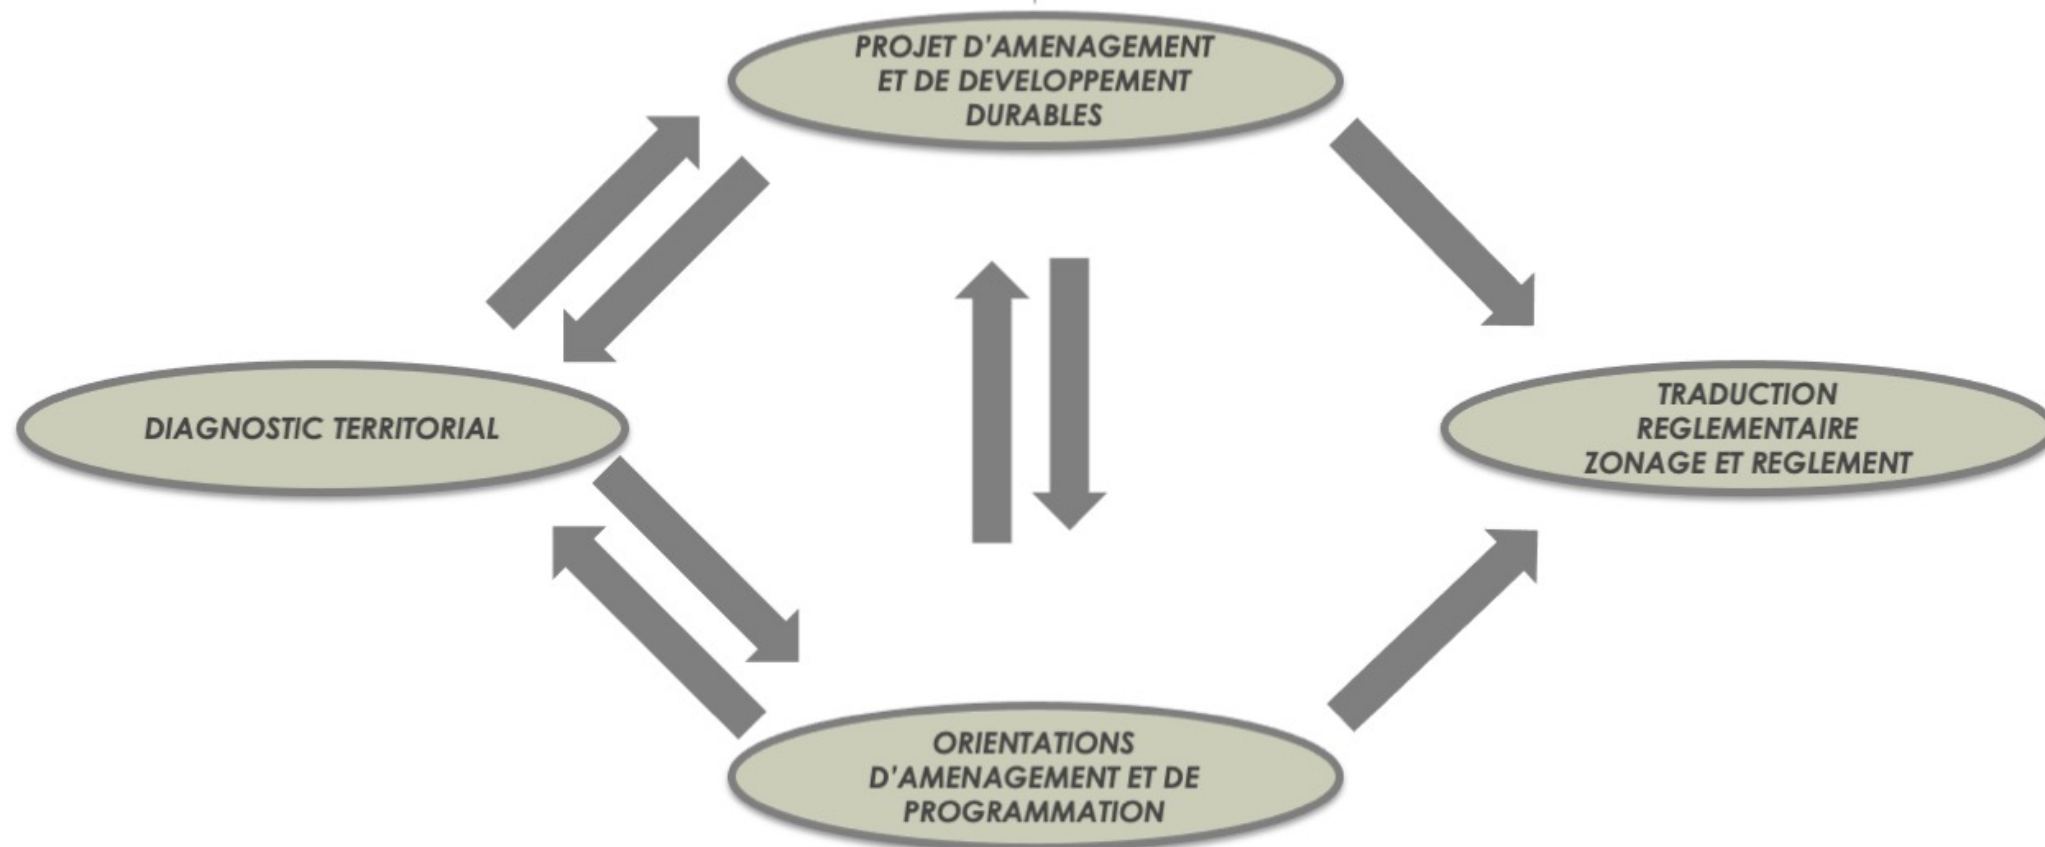 PROJET D'AMENAGEMENT
ET DE DEVELOPPEMENT
DURABLES
DIAGNOSTIC TERRITORIAL
TRADUCTION
REGLEMENTAIRE
ZONAGE ET REGLEMENT
ORIENTATIONS
D'AMENAGEMENT ET DE
PROGRAMMATION